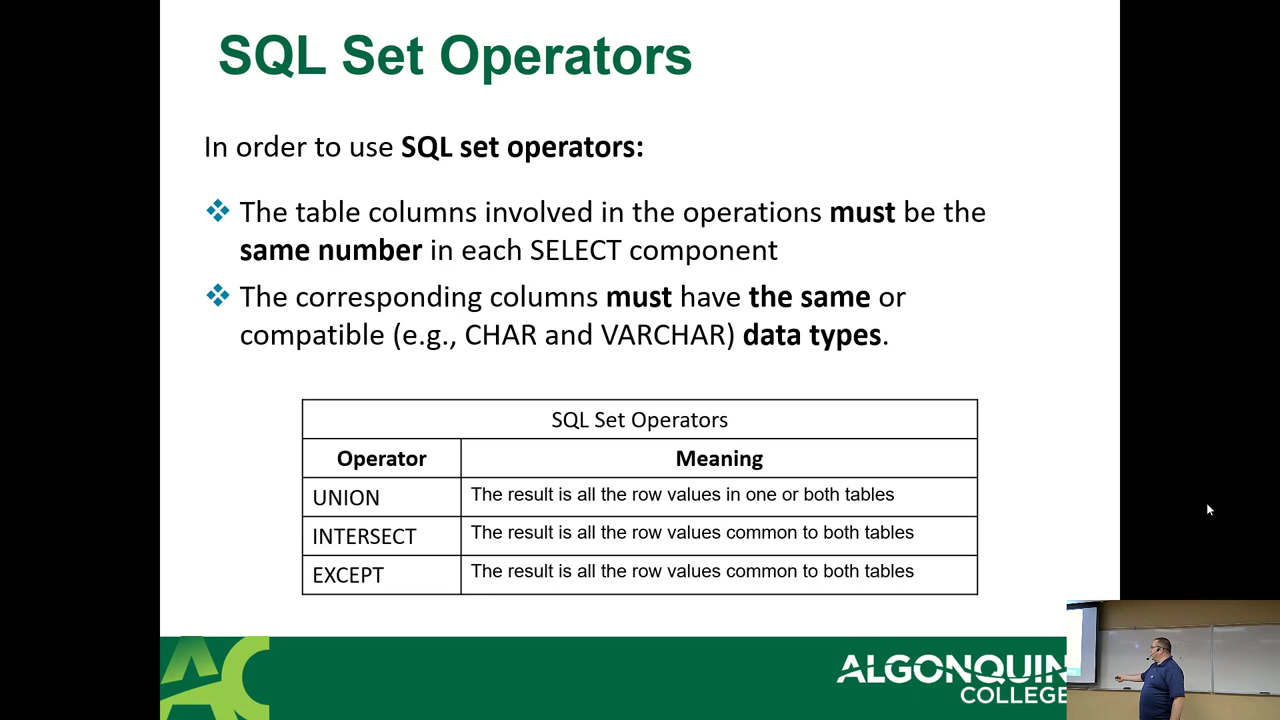 SQL Set Operators
In order to use SQL set operators:
The table columns involved in the operations must be the
same number in each SELECT component
The corresponding columns must have the same or
compatible (e.g., CHAR and VARCHAR) data types.
SQL Set Operators
Operator Meaning
UNION The result is all the row values in one or both tables
INTERSECT The result is all the row values common to both tables
EXCEPT The result is all the row values common to both tables
AC
ALGONQUIN
COLLEGE